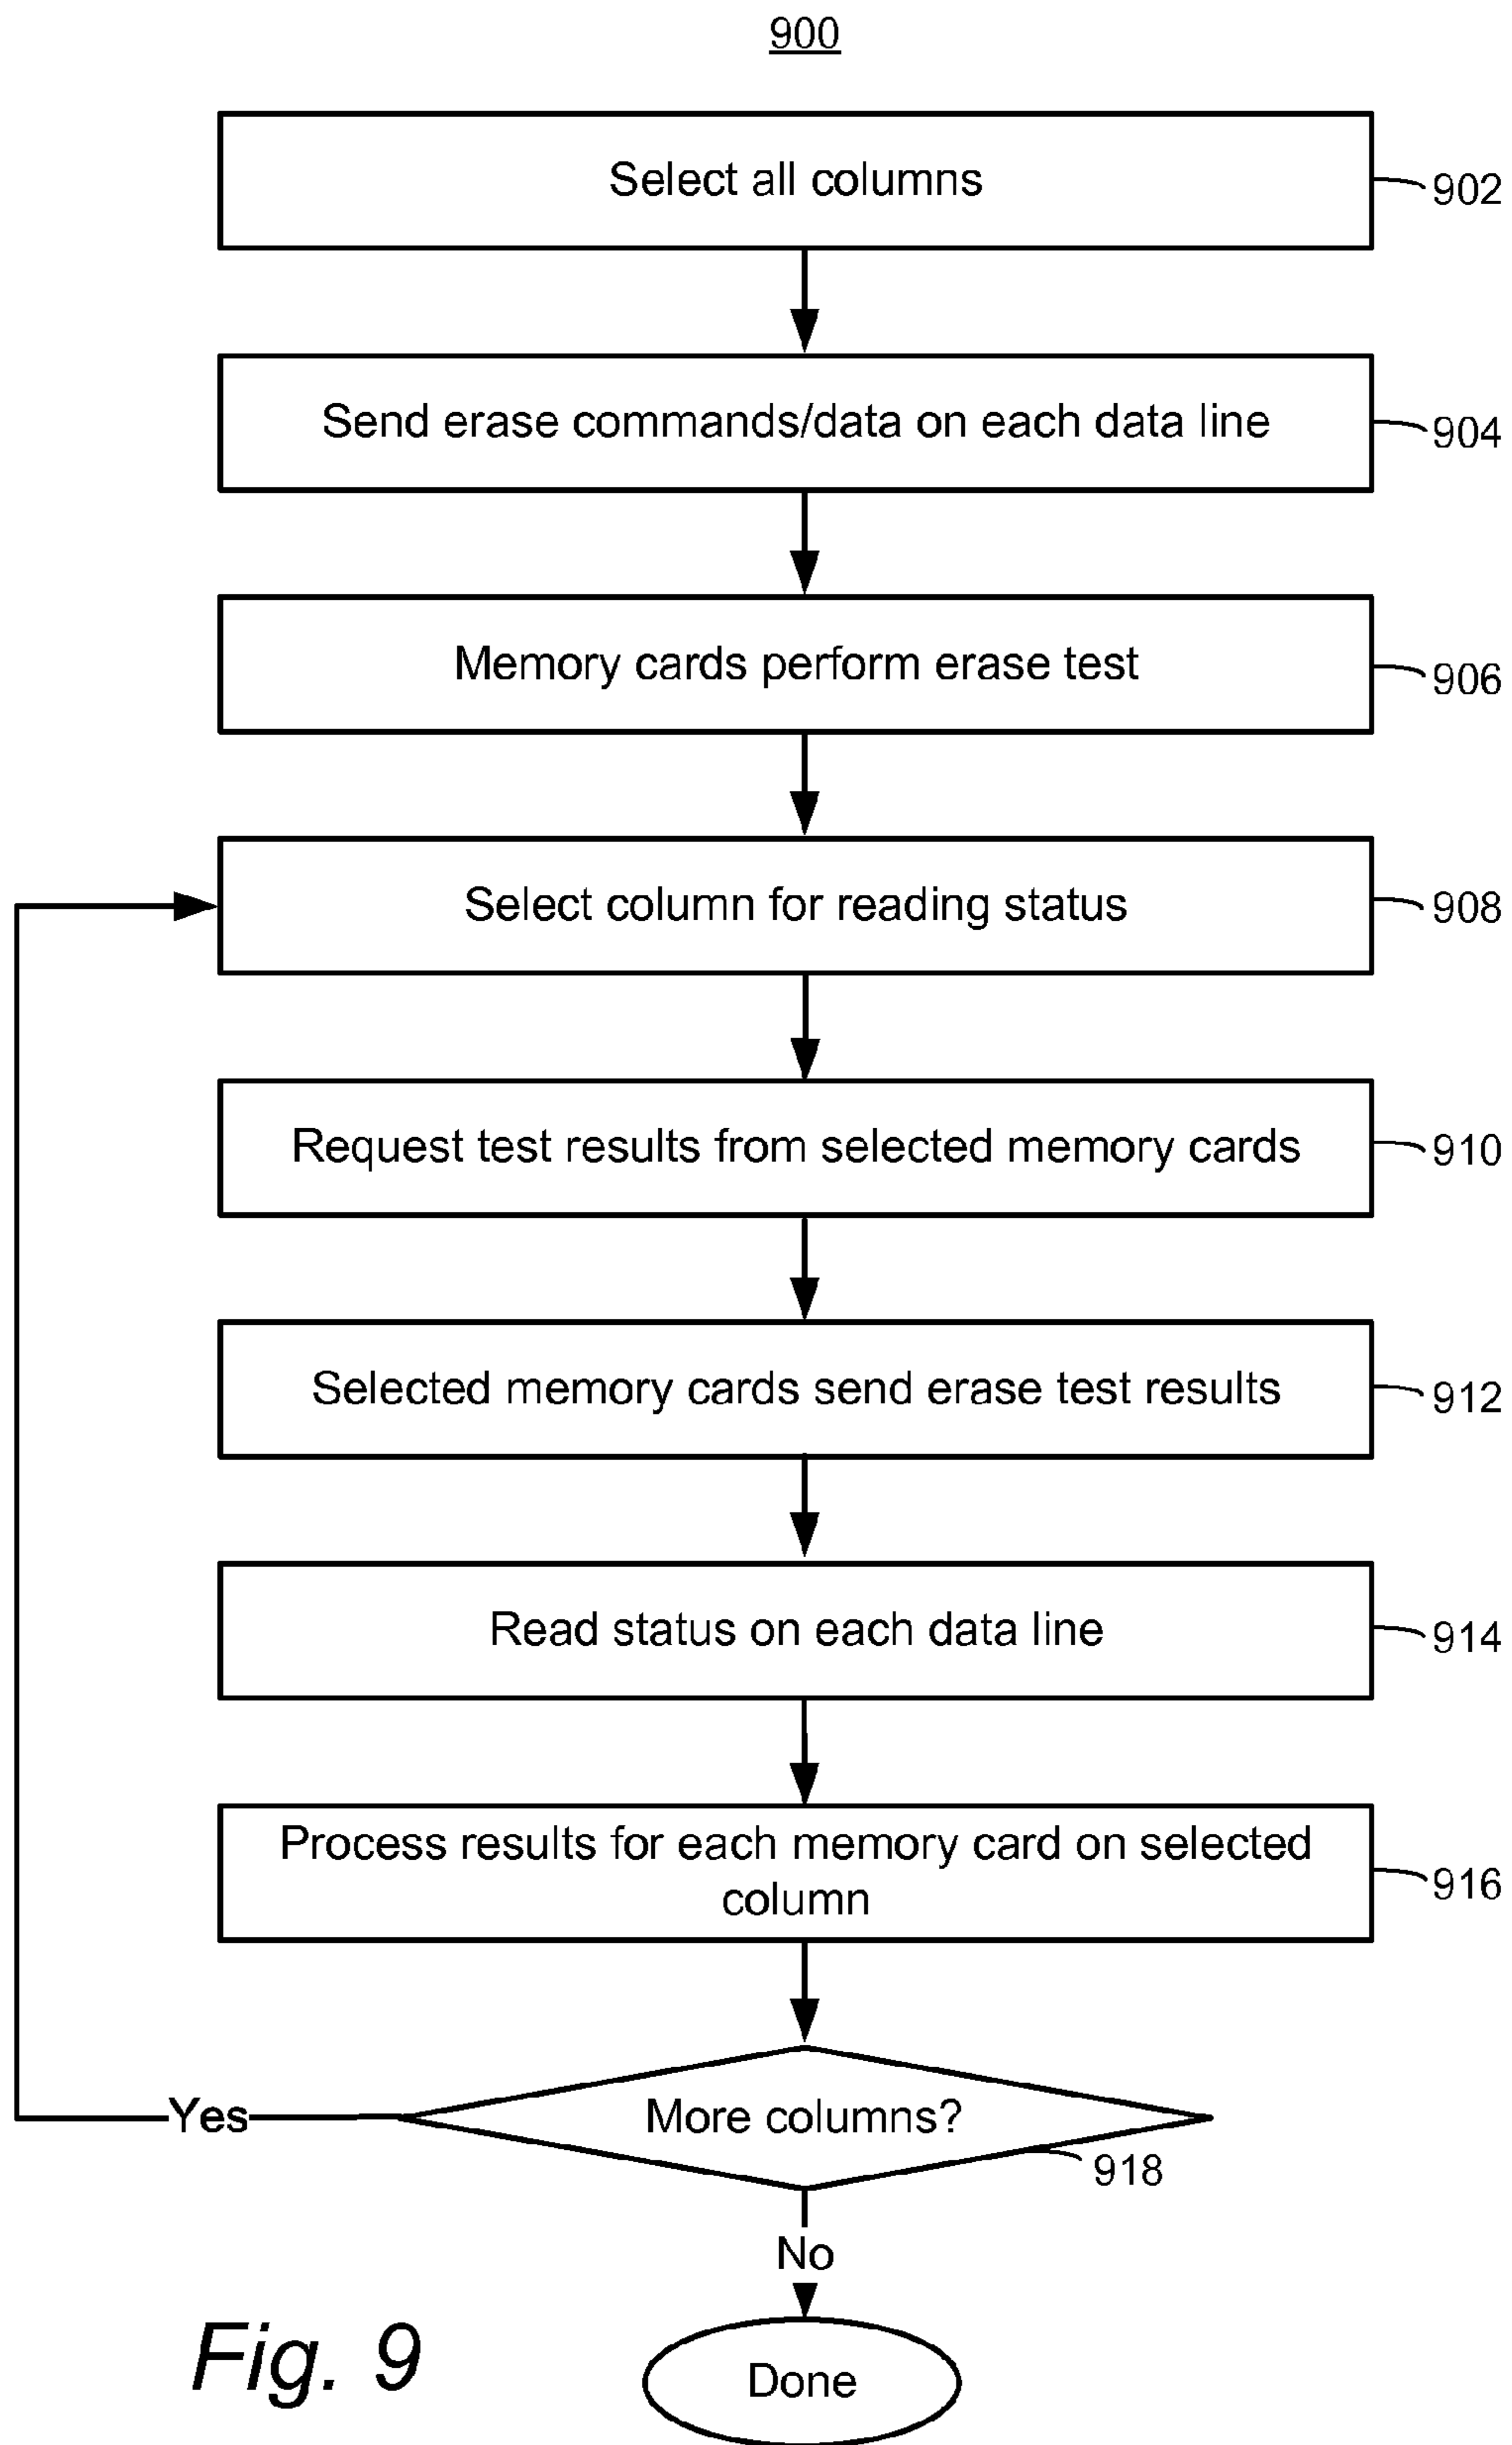 900
Select all columns
902
Send erase commands/data on each data line
904
Memory cards perform erase test
906
Select column for reading status
908
Request test results from selected memory cards
910
Selected memory cards send erase test results
912
Read status on each data line
914
Process results for each memory card on selected
column
916
More columns?
Yes
918
No
Done
Fig. 9